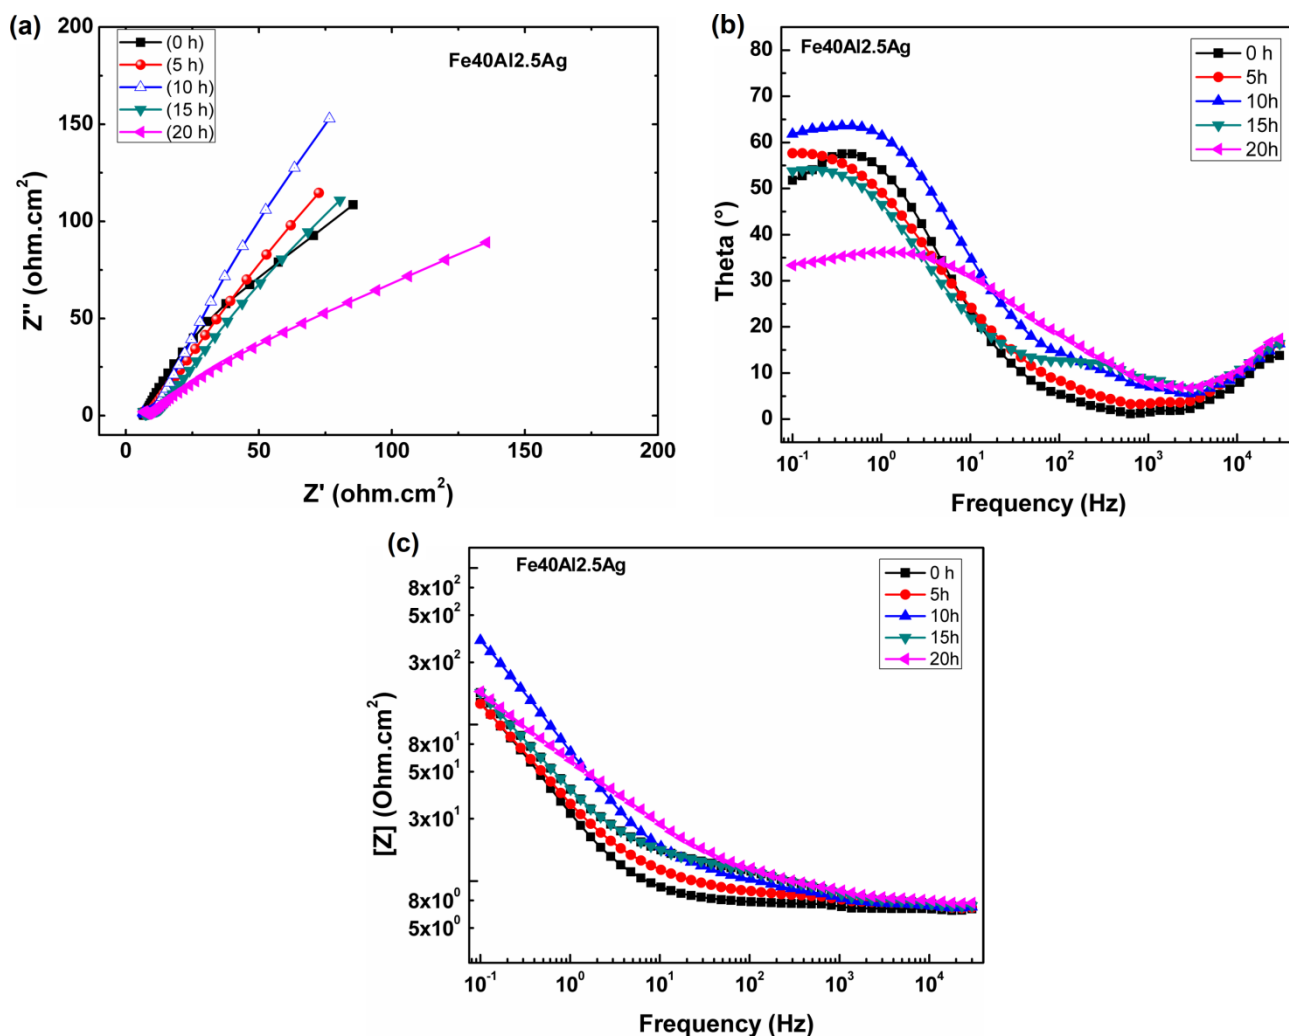 (a)
200
150
100
50
0
Z'' (ohm.cm²)
(0 h)
(5 h)
(10 h)
(15 h)
(20 h)
Fe40Al2.5Ag
0 50 100 150 200
Z' (ohm.cm²)
(b)
80
70
60
50
40
30
20
10
0
Theta (°)
Fe40Al2.5Ag
0 h
5h
10h
15h
20h
10⁻¹ 10⁰ 10¹ 10² 10³ 10⁴
Frequency (Hz)
(c)
Fe40Al2.5Ag
8x10²
5x10²
3x10²
8x10¹
5x10¹
3x10¹
8x10⁰
5x10⁰
[Z] (Ohm.cm²)
0 h
5h
10h
15h
20h
10⁻¹ 10⁰ 10¹ 10² 10³ 10⁴
Frequency (Hz)